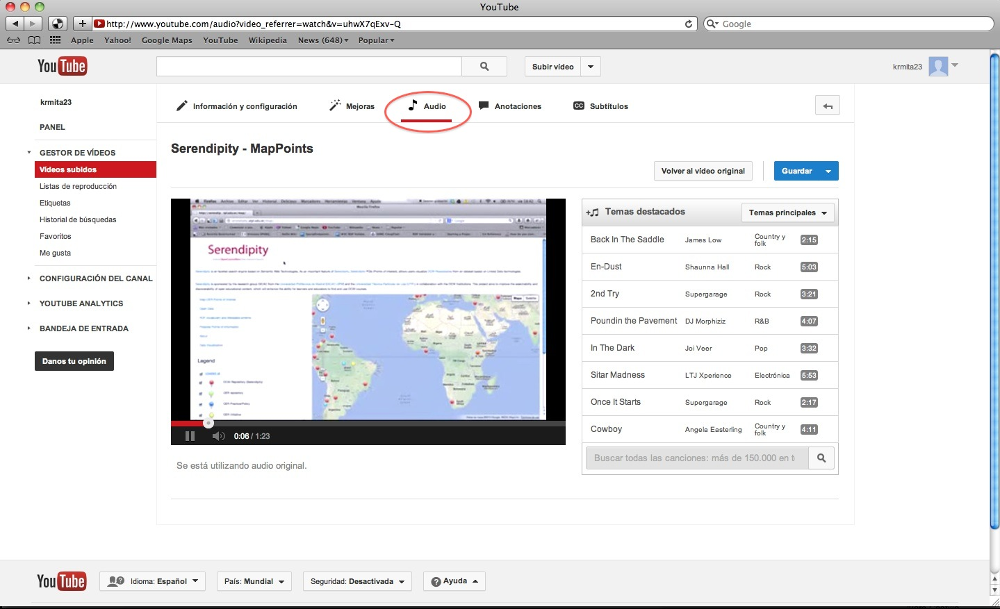 YouTube
http://www.youtube.com/audio?video_referrer=watch&v=uhwX7qExv-Q
Google
Apple Yahoo! Google Maps YouTube Wikipedia News (648) Popular
YouTube
Subir vídeo
krmita23
krmita23
PANEL
GESTOR DE VÍDEOS
Vídeos subidos
Listas de reproducción
Etiquetas
Historial de búsquedas
Favoritos
Me gusta
CONFIGURACIÓN DEL CANAL
YOUTUBE ANALYTICS
BANDEJA DE ENTRADA
Danos tu opinión
Información y configuración
Mejoras
Audio
Anotaciones
CC Subtítulos
Serendipity - MapPoints
Volver al vídeo original
Guardar
Mozilla Firefox
Serendipity
Legend
0:06 / 1:23
Se está utilizando audio original.
Temas destacados
Temas principales
Back In The Saddle James Low Country y folk 2:15
En-Dust Shaunna Hall Rock 5:03
2nd Try Supergarage Rock 3:21
Poundin the Pavement DJ Morphiziz R&B 4:07
In The Dark Joi Veer Pop 3:32
Sitar Madness LTJ Xperience Electrónica 5:53
Once It Starts Supergarage Rock 2:17
Cowboy Angela Easterling Country y folk 4:11
Buscar todas las canciones: más de 150.000 en t
YouTube
Idioma: Español
País: Mundial
Seguridad: Desactivada
Ayuda